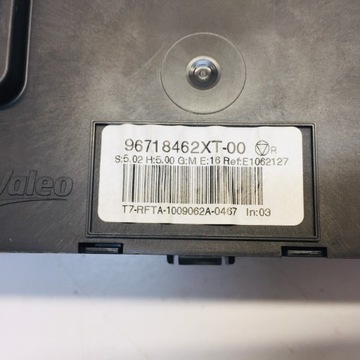 96718462XT-00 R
S:5.02 H:5.00 G:M E:16 Ref:E1062127
T7-RFTA-1009062A-0467 In:03
Valeo